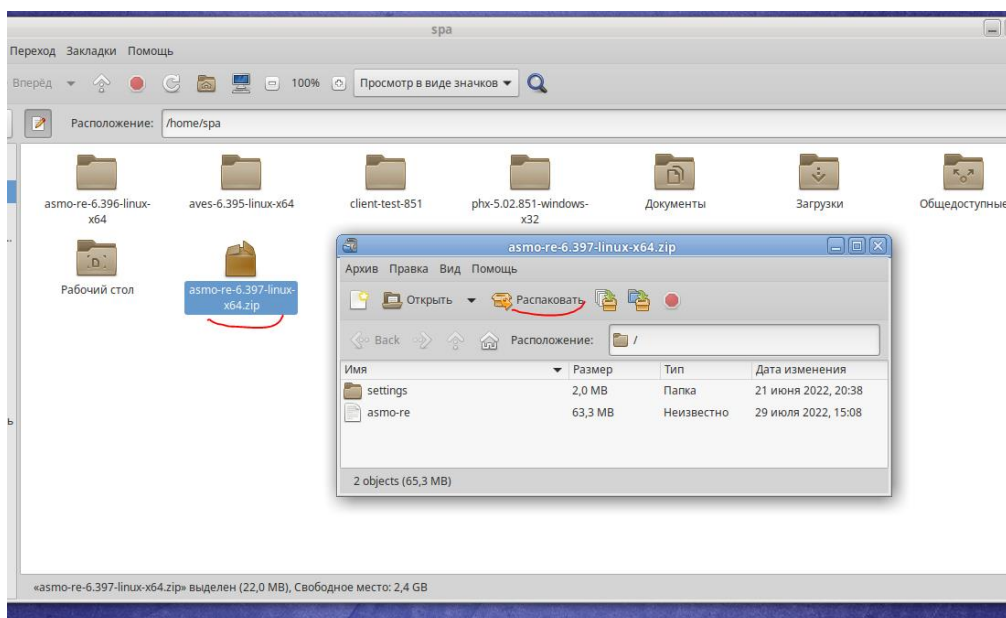 spa
Переход Закладки Помощь
Вперёд 100% Просмотр в виде значков
Расположение: /home/spa
asmo-re-6.396-linux-
x64
aves-6.395-linux-x64
client-test-851
phx-5.02.851-windows-
x32
Документы
Загрузки
Общедоступные
Рабочий стол
asmo-re-6.397-linux-
x64.zip
asmo-re-6.397-linux-x64.zip
Архив Правка Вид Помощь
Открыть Распаковать
Back Расположение: /
Имя Размер Тип Дата изменения
settings 2,0 MB Папка 21 июня 2022, 20:38
asmo-re 63,3 MB Неизвестно 29 июля 2022, 15:08
2 objects (65,3 MB)
«asmo-re-6.397-linux-x64.zip» выделен (22,0 MB), Свободное место: 2,4 GB